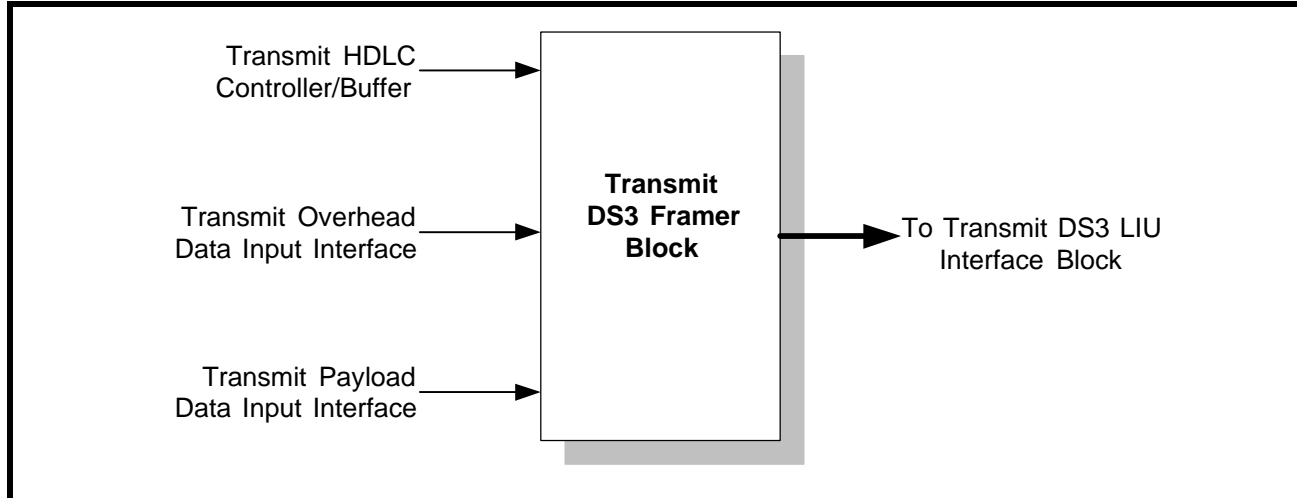 Transmit HDLC
Controller/Buffer
Transmit Overhead
Data Input Interface
Transmit Payload
Data Input Interface
Transmit
DS3 Framer
Block
To Transmit DS3 LIU
Interface Block